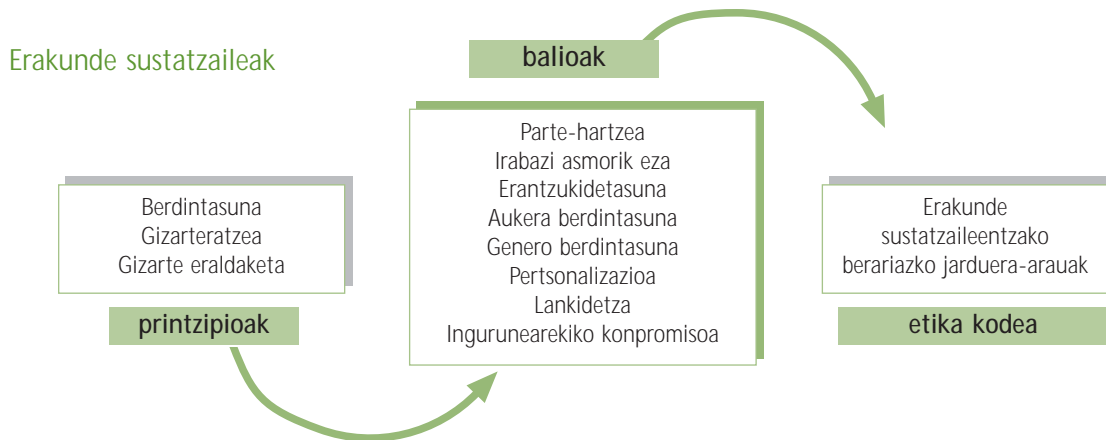 Erakunde sustatzaileak
Berdintasuna
Gizarteratzea
Gizarte eraldaketa
printzipioak
balioak
Parte-hartzea
Irabazi asmorik eza
Erantzukidetasuna
Aukera berdintasuna
Genero berdintasuna
Pertsonalizazioa
Lankidetza
Ingurunearekiko konpromisoa
Erakunde
sustatzaileentzako
berariazko jarduera-arauak
etika kodea